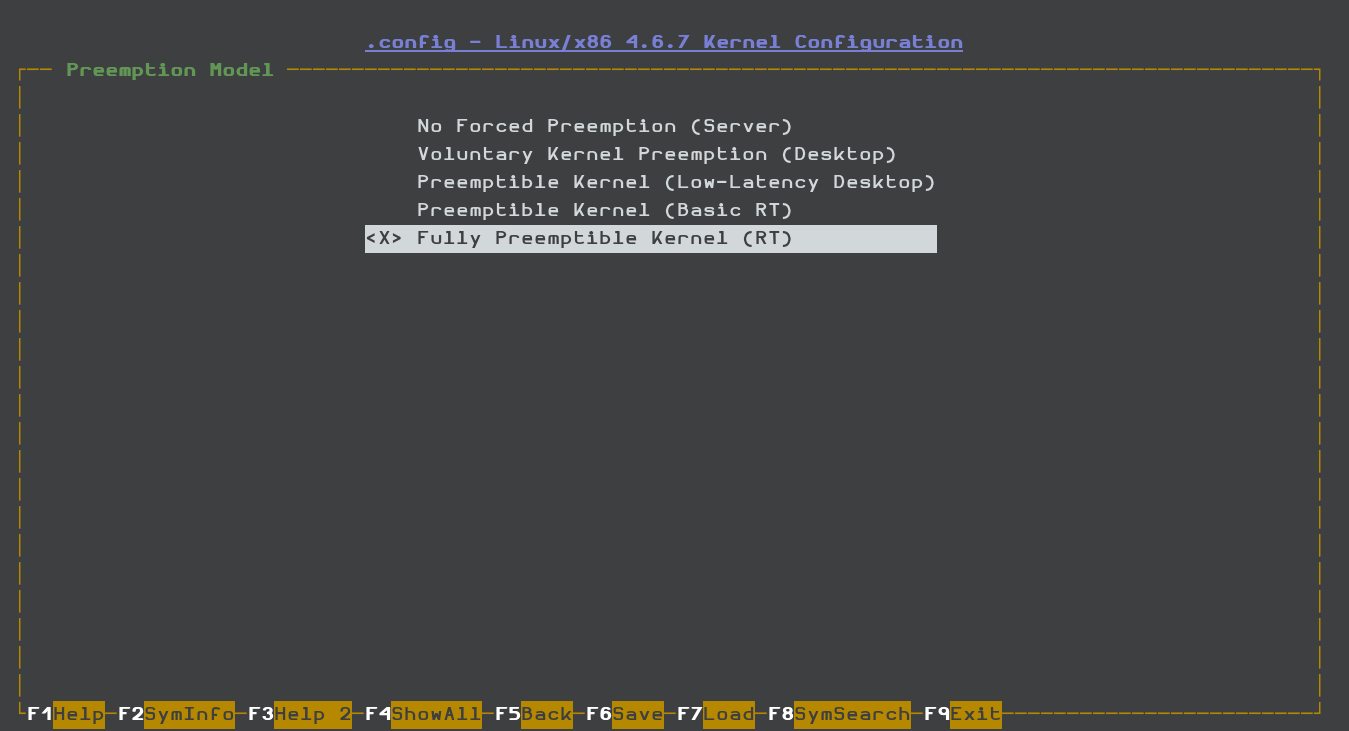 .config - Linux/x86 4.6.7 Kernel Configuration
Preemption Model
No Forced Preemption (Server)
Voluntary Kernel Preemption (Desktop)
Preemptible Kernel (Low-Latency Desktop)
Preemptible Kernel (Basic RT)
<X> Fully Preemptible Kernel (RT)
F1Help F2SymInfo F3Help 2 F4ShowAll F5Back F6Save F7Load F8SymSearch F9Exit